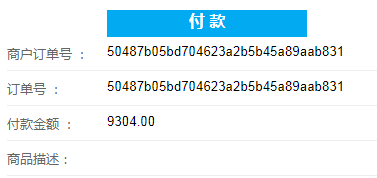 付款
商户订单号 ： 50487b05bd704623a2b5b45a89aab831
订单号 ： 50487b05bd704623a2b5b45a89aab831
付款金额 ： 9304.00
商品描述：